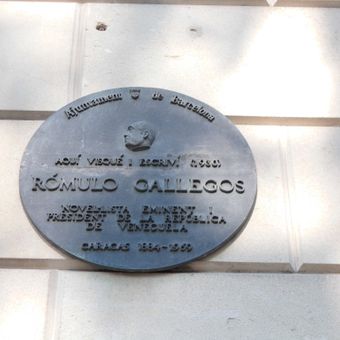 Ajuntament de Barcelona
AQUÍ VISQUÉ I ESCRIVÍ (1930)
RÓMULO GALLEGOS
NOVEL·LISTA EMINENT I
PRESIDENT DE LA REPÚBLICA
DE VENEÇUELA
CARACAS 1884-1969